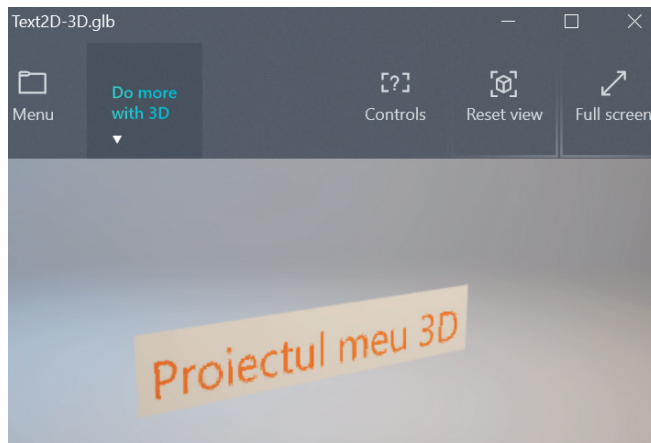 Text2D-3D.glb
Menu
Do more
with 3D
[?]
Controls
Reset view
Full screen
Proiectul meu 3D